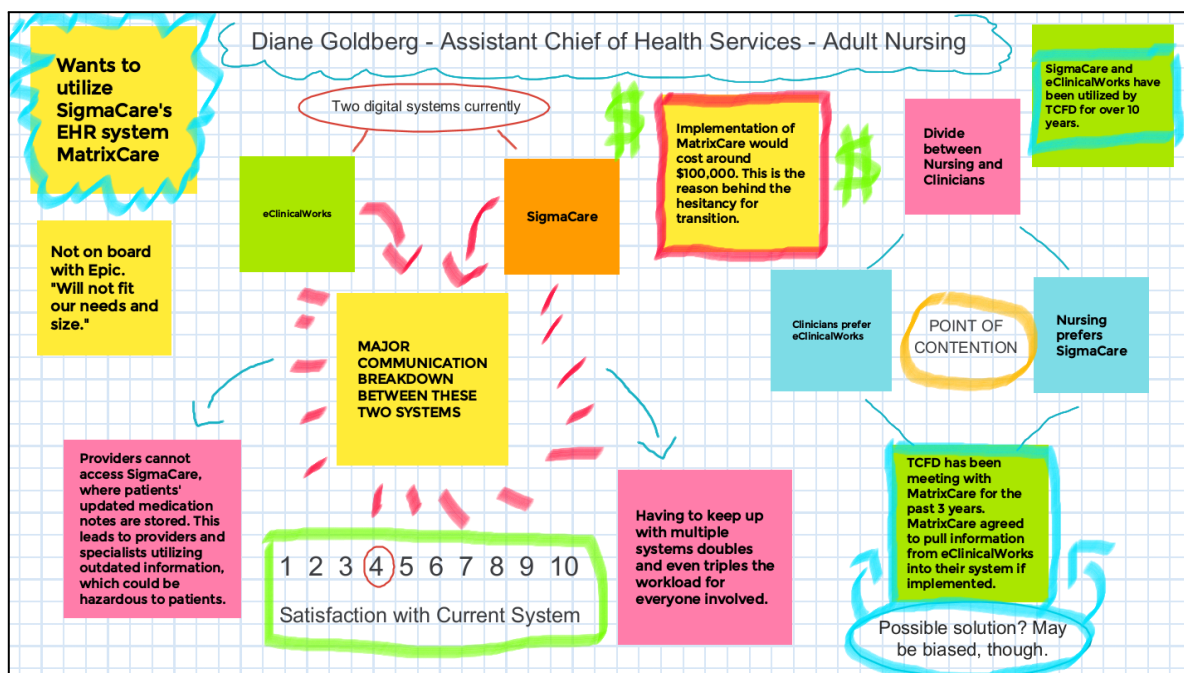 Diane Goldberg - Assistant Chief of Health Services - Adult Nursing
Wants to
utilize
SigmaCare's
EHR system
MatrixCare
Two digital systems currently
eClinicalWorks
SigmaCare
Implementation of
MatrixCare would
cost around
$100,000. This is the
reason behind the
hesitancy for
transition.
$
$
Divide
between
Nursing and
Clinicians
SigmaCare and
eClinicalWorks have
been utilized by
TCFD for over 10
years.
Not on board
with Epic.
"Will not fit
our needs and
size."
MAJOR
COMMUNICATION
BREAKDOWN
BETWEEN THESE
TWO SYSTEMS
Clinicians prefer
eClinicalWorks
POINT OF
CONTENTION
Nursing
prefers
SigmaCare
Providers cannot
access SigmaCare,
where patients'
updated medication
notes are stored. This
leads to providers and
specialists utilizing
outdated information,
which could be
hazardous to patients.
1 2 3 4 5 6 7 8 9 10
Satisfaction with Current System
Having to keep up
with multiple
systems doubles
and even triples the
workload for
everyone involved.
TCFD has been
meeting with
MatrixCare for the
past 3 years.
MatrixCare agreed
to pull information
from eClinicalWorks
into their system if
implemented.
Possible solution? May
be biased, though.